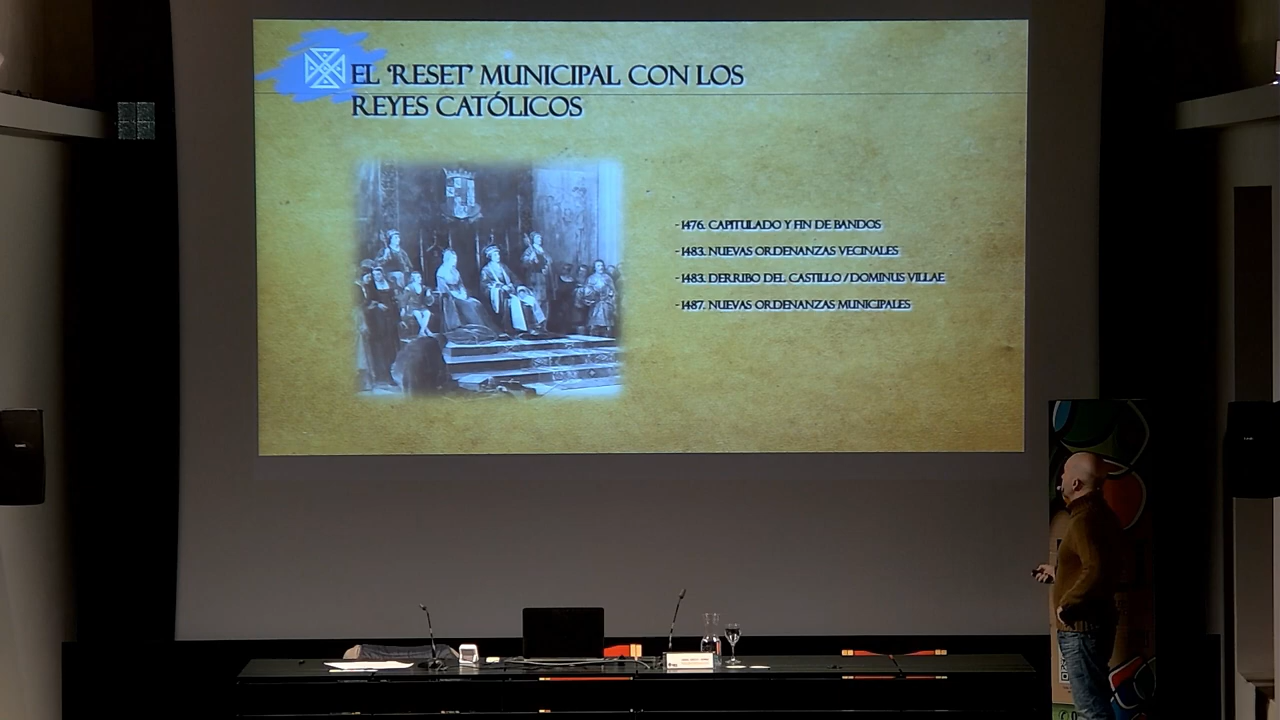 EL 'RESET' MUNICIPAL CON LOS
REYES CATÓLICOS
- 1476. CAPITULADO Y FIN DE BANDOS
- 1483. NUEVAS ORDENANZAS VECINALES
- 1483. DERRIBO DEL CASTILLO / DOMINUS VILLAE
- 1487. NUEVAS ORDENANZAS MUNICIPALES